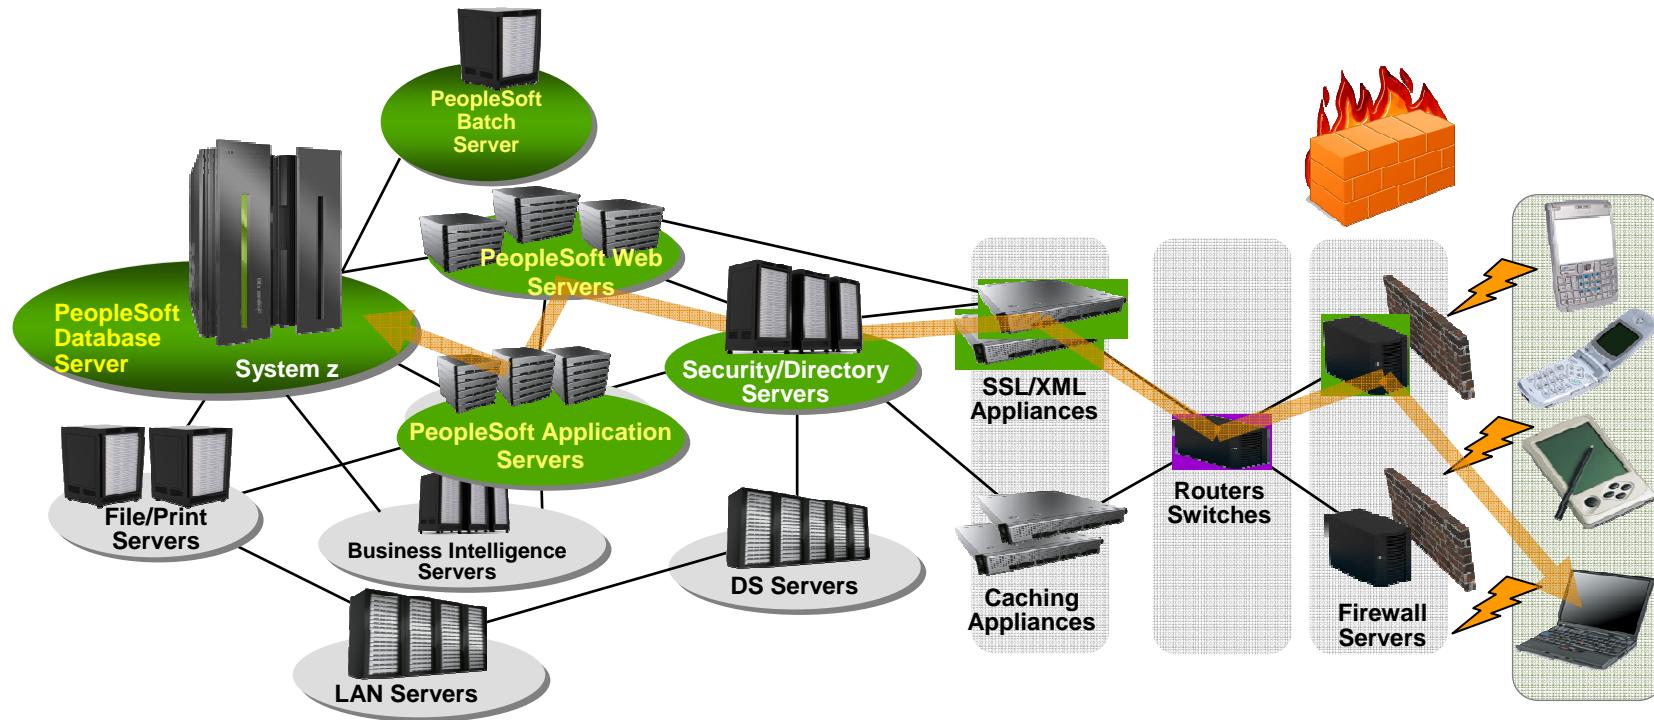 PeopleSoft
Batch
Server
PeopleSoft Web
Servers
PeopleSoft
Database
Server
System z
Security/Directory
Servers
SSL/XML
Appliances
PeopleSoft Application
Servers
Routers
Switches
File/Print
Servers
Business Intelligence
Servers
DS Servers
Caching
Appliances
Firewall
Servers
LAN Servers